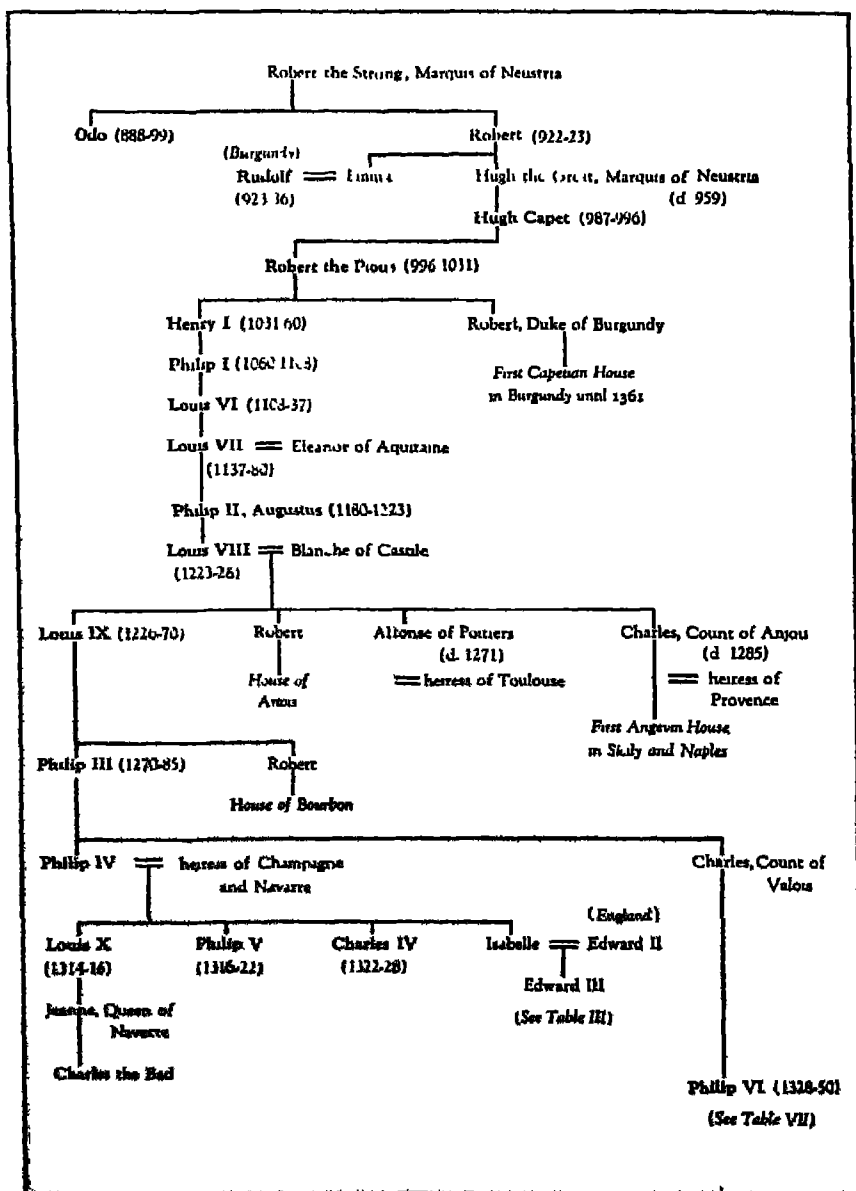 Robert the Strong, Marquis of Neustria
Odo (888-99)
Robert (922-23)
(Burgundy)
Rudolf = Emma
(923-36)
Hugh the Great, Marquis of Neustria
(d 959)
Hugh Capet (987-996)
Robert the Pious (996 1031)
Henry I (1031 60)
Robert, Duke of Burgundy
Philip I (1060 1108)
First Capetian House
in Burgundy until 1361
Louis VI (1108-37)
Louis VII = Eleanor of Aquitaine
(1137-80)
Philip II, Augustus (1180-1223)
Louis VIII = Blanche of Castile
(1223-26)
Louis IX (1226-70)
Robert
House of
Artois
Alfonse of Poitiers
(d. 1271)
= heiress of Toulouse
Charles, Count of Anjou
(d 1285)
= heiress of
Provence
First Angevin House
in Sicily and Naples
Philip III (1270-85)
Robert
House of Bourbon
Philip IV = heiress of Champagne
and Navarre
Charles, Count of
Valois
Louis X
(1314-16)
Philip V
(1316-22)
Charles IV
(1322-28)
(England)
Isabelle = Edward II
Edward III
(See Table III)
Jeanne, Queen of
Navarre
Charles the Bad
Philip VI (1328-50)
(See Table VII)